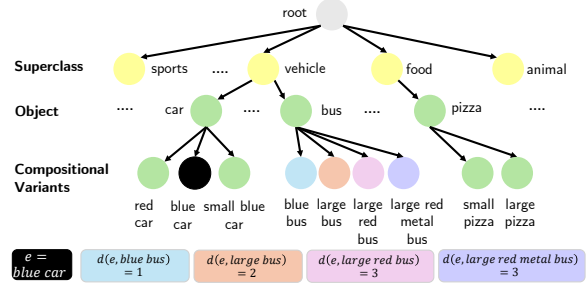 root
Superclass
sports .... vehicle food animal
....
Object
car .... bus .... pizza ....
Compositional
Variants
red
car
blue
car
small blue
car
blue
bus
large
bus
large
red
bus
large red
metal
bus
small
pizza
large
pizza
e =
blue car
d(e, blue bus)
= 1
d(e, large bus)
= 2
d(e, large red bus)
= 3
d(e, large red metal bus)
= 3